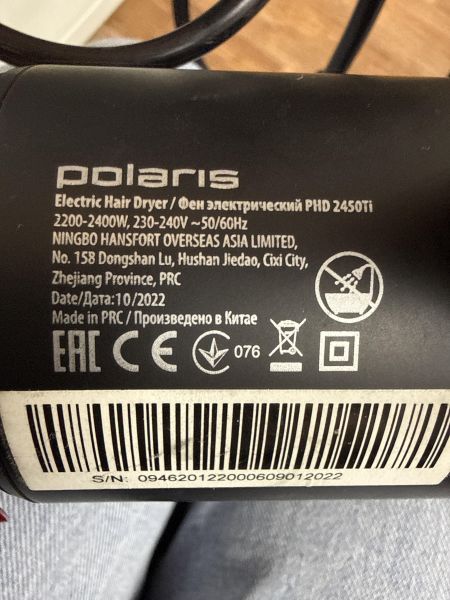 polaris
Electric Hair Dryer / Фен электрический PHD 2450Ti
2200-2400W, 230-240V ~50/60Hz
NINGBO HANSFORT OVERSEAS ASIA LIMITED,
No. 158 Dongshan Lu, Hushan Jiedao, Cixi City,
Zhejiang Province, PRC
Date/Дата: 10/2022
Made in PRC / Произведено в Китае
EAC CE 076
S/N: 094620122000609012022